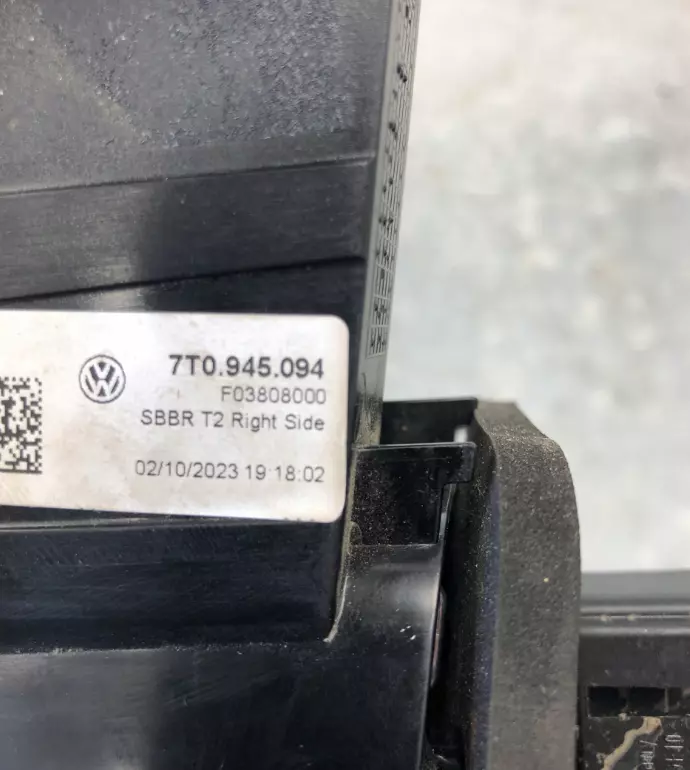 7T0.945.094
F03808000
SBBR T2 Right Side
02/10/2023 19:18:02